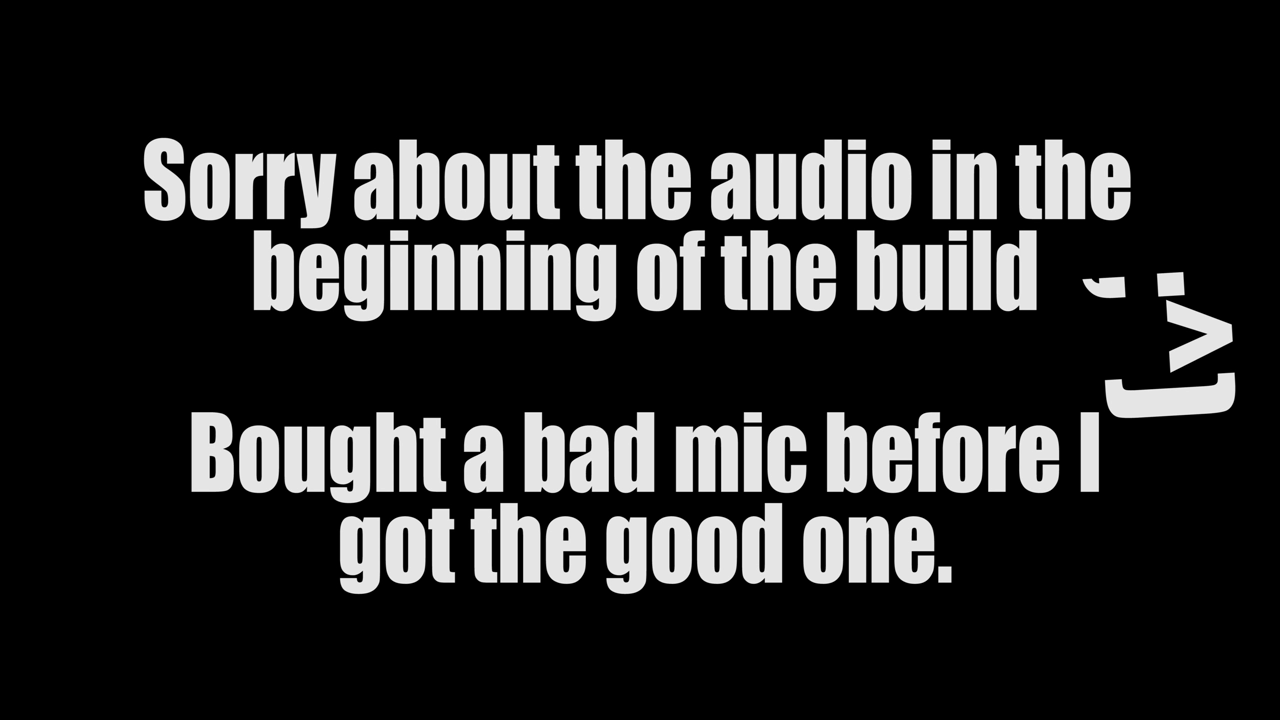 Sorry about the audio in the
beginning of the build
;^]
Bought a bad mic before I
got the good one.